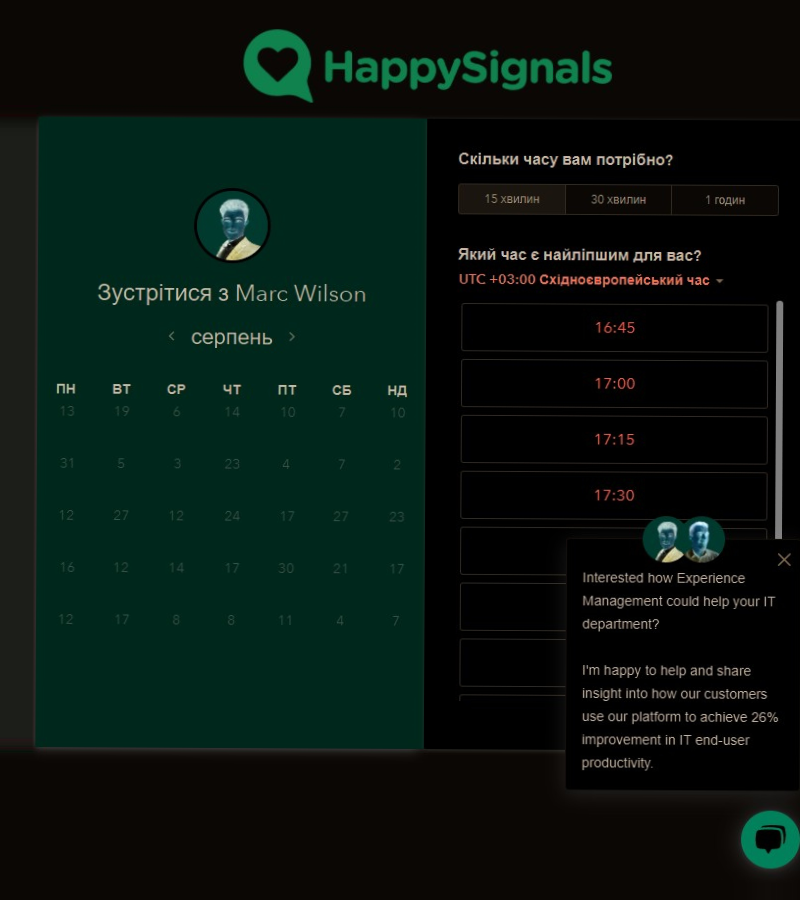 HappySignals
Зустрітися з Marc Wilson
серпень
ПН ВТ СР ЧТ ПТ СБ НД
13 19 6 14 10 7 10
31 5 3 23 4 7 2
12 27 12 24 17 27 23
16 12 14 17 30 21 17
12 17 8 8 11 4 7
Скільки часу вам потрібно?
15 хвилин 30 хвилин 1 годин
Який час є найліпшим для вас?
UTC +03:00 Східноєвропейський час
16:45
17:00
17:15
17:30
Interested how Experience
Management could help your IT
department?
I'm happy to help and share
insight into how our customers
use our platform to achieve 26%
improvement in IT end-user
productivity.